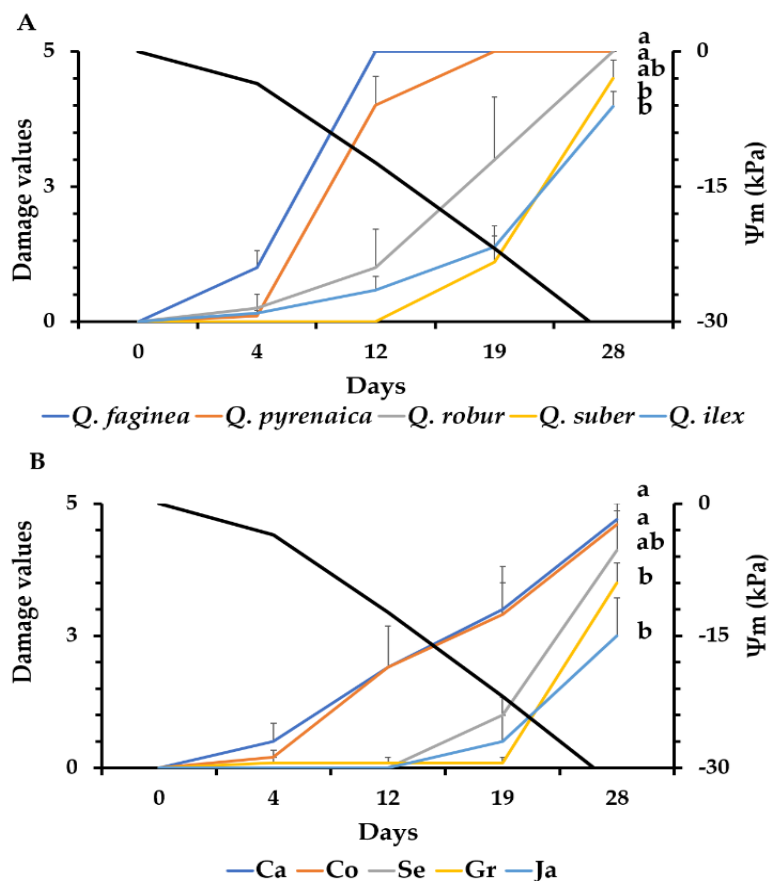 A
5
3
0
Damage values
a
a
ab
b
b
0
-15
-30
Ψm (kPa)
0 4 12 19 28
Days
Q. faginea Q. pyrenaica Q. robur Q. suber Q. ilex
B
5
3
0
Damage values
a
a
ab
b
b
0
-15
-30
Ψm (kPa)
0 4 12 19 28
Days
Ca Co Se Gr Ja